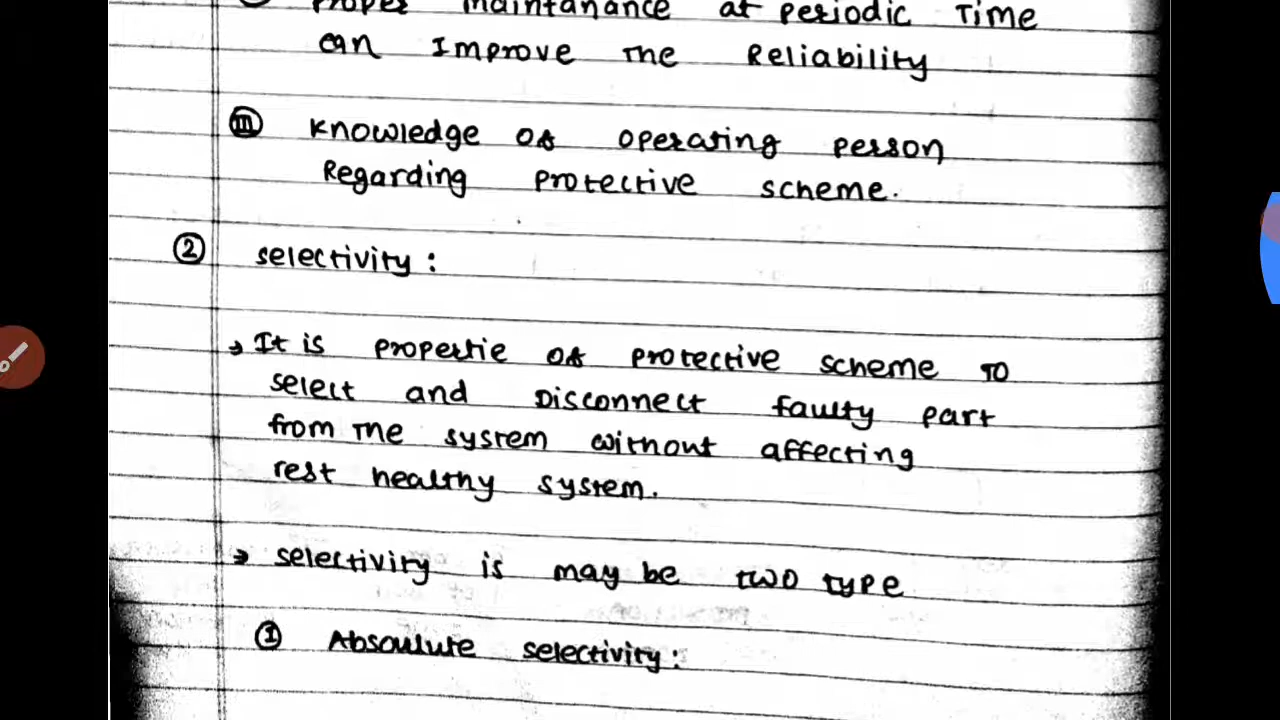 proper maintanance at periodic Time
can Improve the Reliability
III Knowledge of operating person
Regarding protective scheme.
2 selectivity:
→ It is propertie of protective scheme to
select and Disconnect faulty part
from the system without affecting
rest healthy system.
→ selectivity is may be two type
1 Absoulute selectivity: